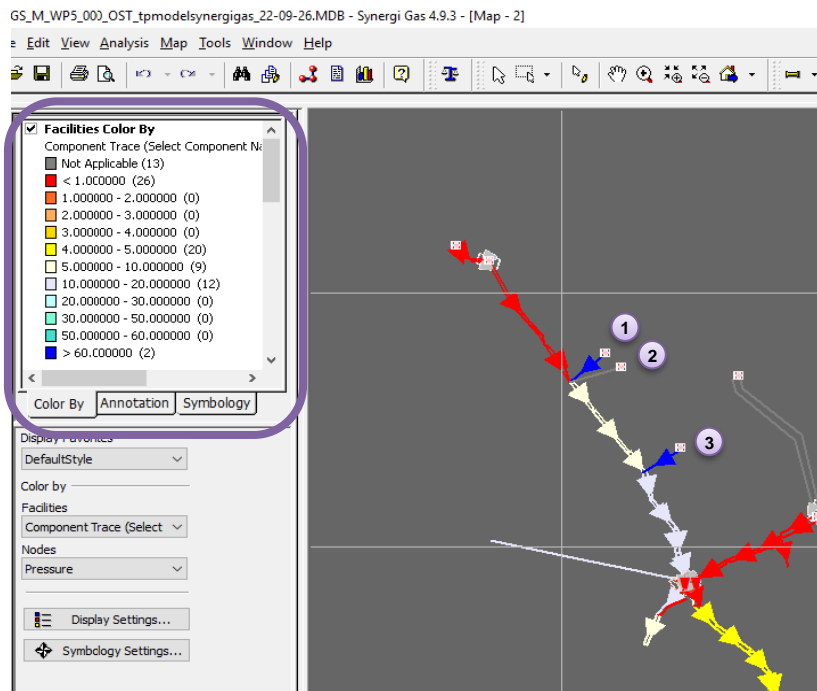 GS_M_WP5_000_OST_tpmodelsynergigas_22-09-26.MDB - Synergi Gas 4.9.3 - [Map - 2]
e Edit View Analysis Map Tools Window Help
Facilities Color By
Component Trace (Select Component Na
Not Applicable (13)
< 1.000000 (26)
1.000000 - 2.000000 (0)
2.000000 - 3.000000 (0)
3.000000 - 4.000000 (0)
4.000000 - 5.000000 (20)
5.000000 - 10.000000 (9)
10.000000 - 20.000000 (12)
20.000000 - 30.000000 (0)
30.000000 - 50.000000 (0)
50.000000 - 60.000000 (0)
> 60.000000 (2)
Color By Annotation Symbology
Display Favorites
DefaultStyle
Color by
Facilities
Component Trace (Select
Nodes
Pressure
Display Settings...
Symbology Settings...
1
2
3